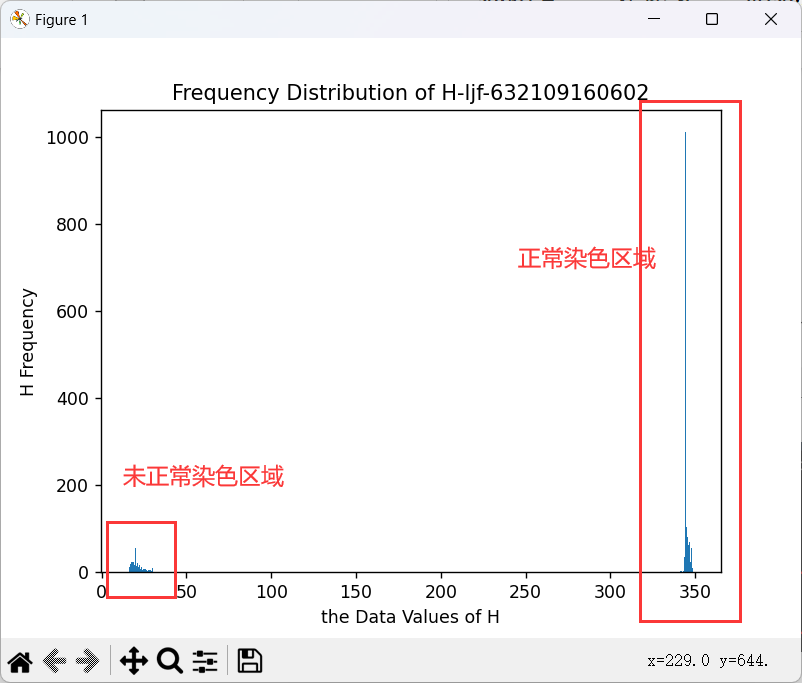 Figure 1
Frequency Distribution of H-ljf-632109160602
1000
800
600
400
200
0
H Frequency
正常染色区域
未正常染色区域
0 50 100 150 200 250 300 350
the Data Values of H
x=229.0 y=644.